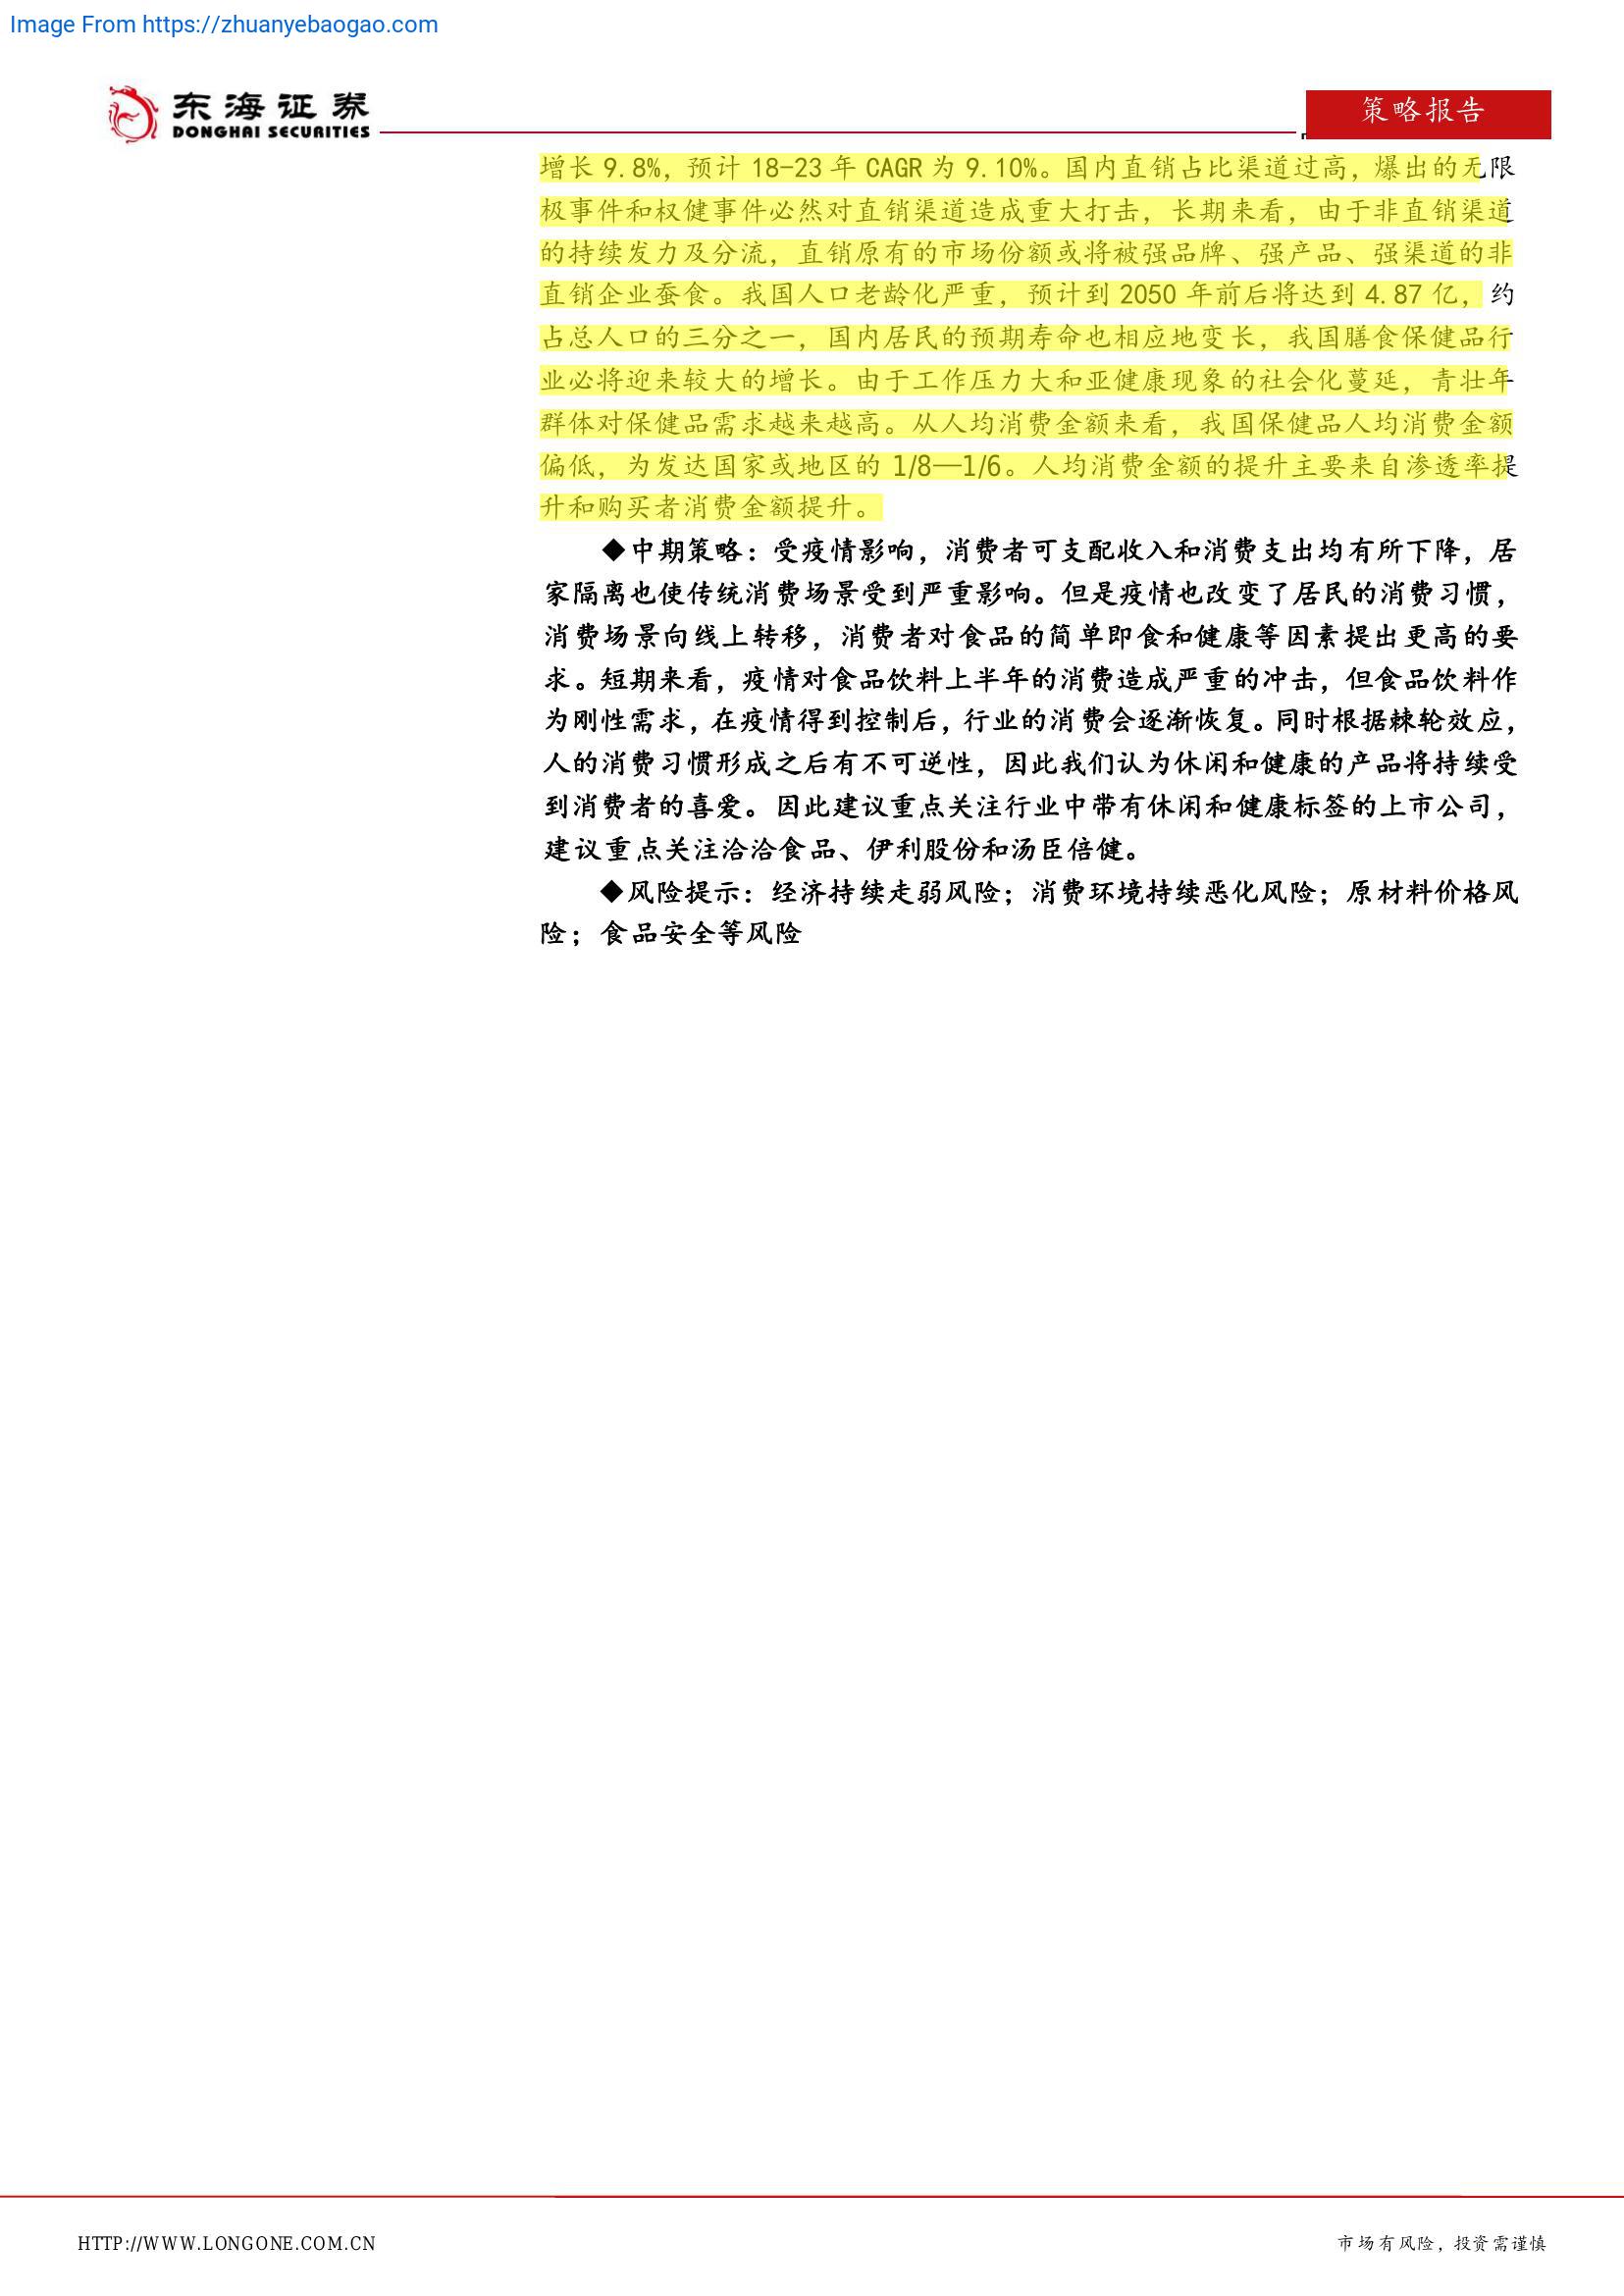 Image From https://zhuanyebaogao.com
东海证券
DONGHAI SECURITIES
策略报告
增长 9.8%，预计 18-23 年 CAGR 为 9.10%。国内直销占比渠道过高，爆出的无限
极事件和权健事件必然对直销渠道造成重大打击，长期来看，由于非直销渠道
的持续发力及分流，直销原有的市场份额或将被强品牌、强产品、强渠道的非
直销企业蚕食。我国人口老龄化严重，预计到 2050 年前后将达到 4.87 亿，约
占总人口的三分之一，国内居民的预期寿命也相应地变长，我国膳食保健品行
业必将迎来较大的增长。由于工作压力大和亚健康现象的社会化蔓延，青壮年
群体对保健品需求越来越高。从人均消费金额来看，我国保健品人均消费金额
偏低，为发达国家或地区的 1/8—1/6。人均消费金额的提升主要来自渗透率提
升和购买者消费金额提升。
◆中期策略：受疫情影响，消费者可支配收入和消费支出均有所下降，居
家隔离也使传统消费场景受到严重影响。但是疫情也改变了居民的消费习惯，
消费场景向线上转移，消费者对食品的简单即食和健康等因素提出更高的要
求。短期来看，疫情对食品饮料上半年的消费造成严重的冲击，但食品饮料作
为刚性需求，在疫情得到控制后，行业的消费会逐渐恢复。同时根据棘轮效应，
人的消费习惯形成之后有不可逆性，因此我们认为休闲和健康的产品将持续受
到消费者的喜爱。因此建议重点关注行业中带有休闲和健康标签的上市公司，
建议重点关注洽洽食品、伊利股份和汤臣倍健。
◆风险提示：经济持续走弱风险；消费环境持续恶化风险；原材料价格风
险；食品安全等风险
HTTP://WWW.LONGONE.COM.CN
市场有风险，投资需谨慎